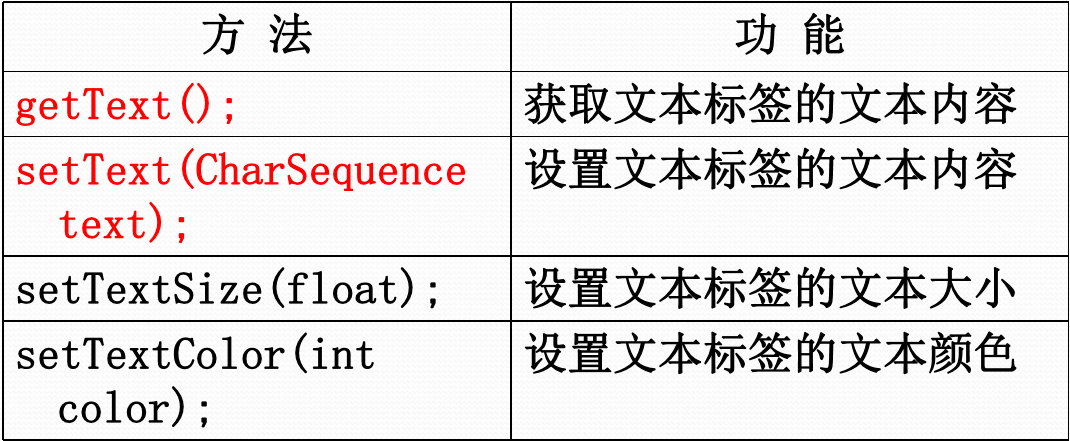 方 法 功 能
getText(); 获取文本标签的文本内容
setText(CharSequence 设置文本标签的文本内容
text);
setTextSize(float); 设置文本标签的文本大小
setTextColor(int 设置文本标签的文本颜色
color);